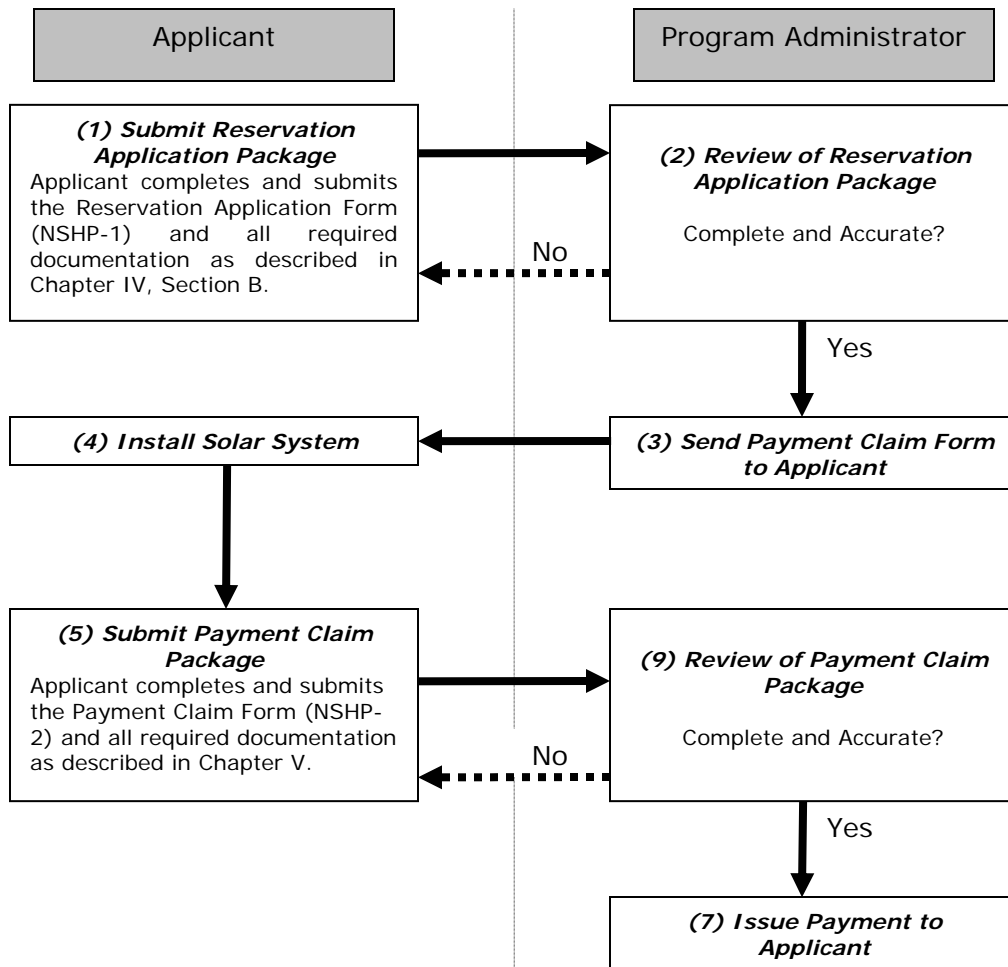 Applicant
Program Administrator
(1) Submit Reservation
Application Package
Applicant completes and submits
the Reservation Application Form
(NSHP-1) and all required
documentation as described in
Chapter IV, Section B.
(2) Review of Reservation
Application Package
Complete and Accurate?
No
Yes
(3) Send Payment Claim Form
to Applicant
(4) Install Solar System
(5) Submit Payment Claim
Package
Applicant completes and submits
the Payment Claim Form (NSHP-
2) and all required documentation
as described in Chapter V.
(9) Review of Payment Claim
Package
Complete and Accurate?
No
Yes
(7) Issue Payment to
Applicant